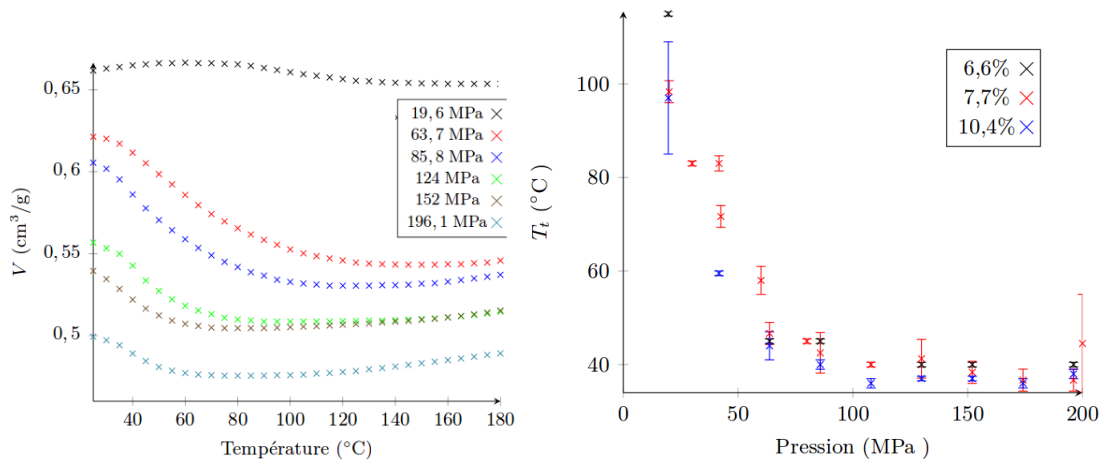 0,65
0,6
0,55
0,5
V (cm³/g)
40 60 80 100 120 140 160 180
Température (°C)
19, 6 MPa
63, 7 MPa
85, 8 MPa
124 MPa
152 MPa
196, 1 MPa
100
80
60
40
T_t (°C)
0 50 100 150 200
Pression (MPa )
6,6%
7,7%
10,4%